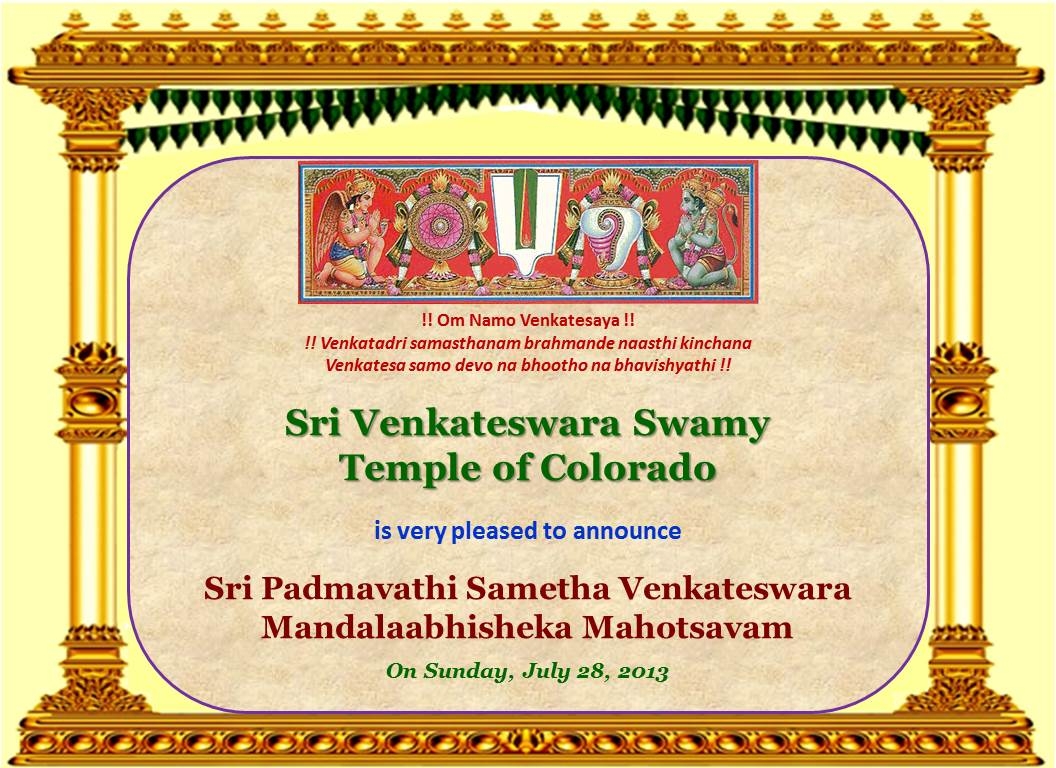 !! Om Namo Venkatesaya !!
!! Venkatadri samasthanam brahmande naasthi kinchana
Venkatesa samo devo na bhootho na bhavishyathi !!
Sri Venkateswara Swamy
Temple of Colorado
is very pleased to announce
Sri Padmavathi Sametha Venkateswara
Mandalaabhisheka Mahotsavam
On Sunday, July 28, 2013